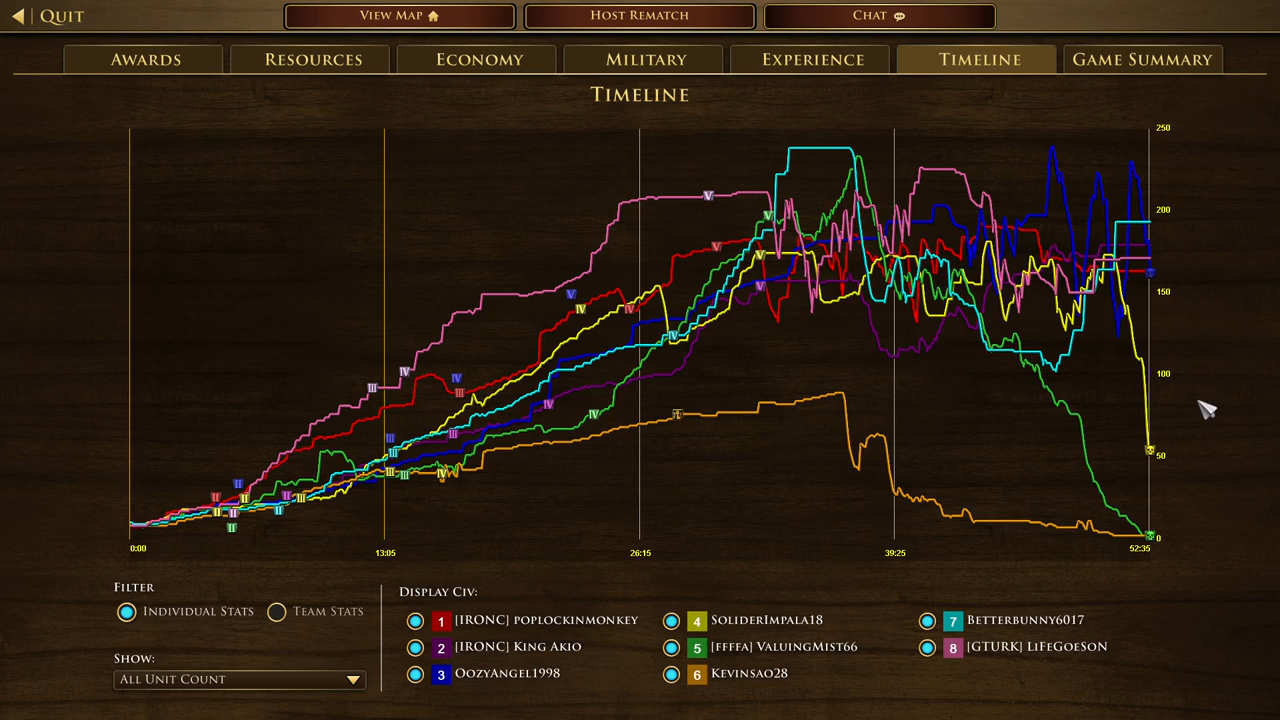 Quit
View Map
Host Rematch
Chat
Awards
Resources
Economy
Military
Experience
Timeline
Game Summary
Timeline
250
200
150
100
50
0
0:00
13:05
26:15
39:25
52:35
Filter
Individual Stats
Team Stats
Show:
All Unit Count
Display Civ:
1 [IRONC] poplockinmonkey
2 [IRONC] King Akio
3 OozyAngel1998
4 SoliderImpala18
5 [ffffa] ValuingMist66
6 Kevinsao28
7 Betterbunny6017
8 [GTURK] LiFeGoeSoN